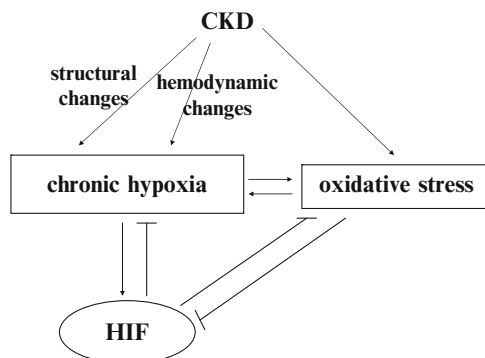 CKD
structural
changes
hemodynamic
changes
chronic hypoxia
oxidative stress
HIF